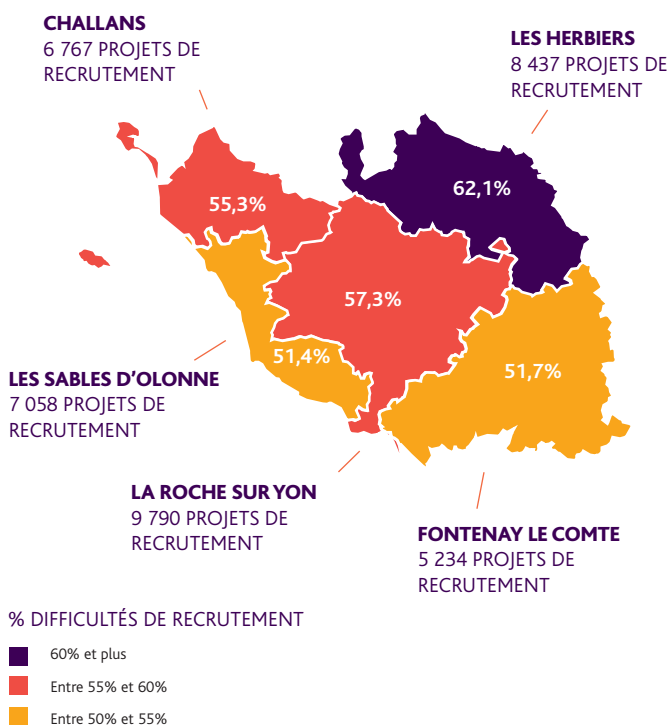 CHALLANS
6 767 PROJETS DE
RECRUTEMENT
LES HERBIERS
8 437 PROJETS DE
RECRUTEMENT
62,1%
55,3%
57,3%
51,4%
51,7%
LES SABLES D'OLONNE
7 058 PROJETS DE
RECRUTEMENT
LA ROCHE SUR YON
9 790 PROJETS DE
RECRUTEMENT
FONTENAY LE COMTE
5 234 PROJETS DE
RECRUTEMENT
% DIFFICULTÉS DE RECRUTEMENT
60% et plus
Entre 55% et 60%
Entre 50% et 55%